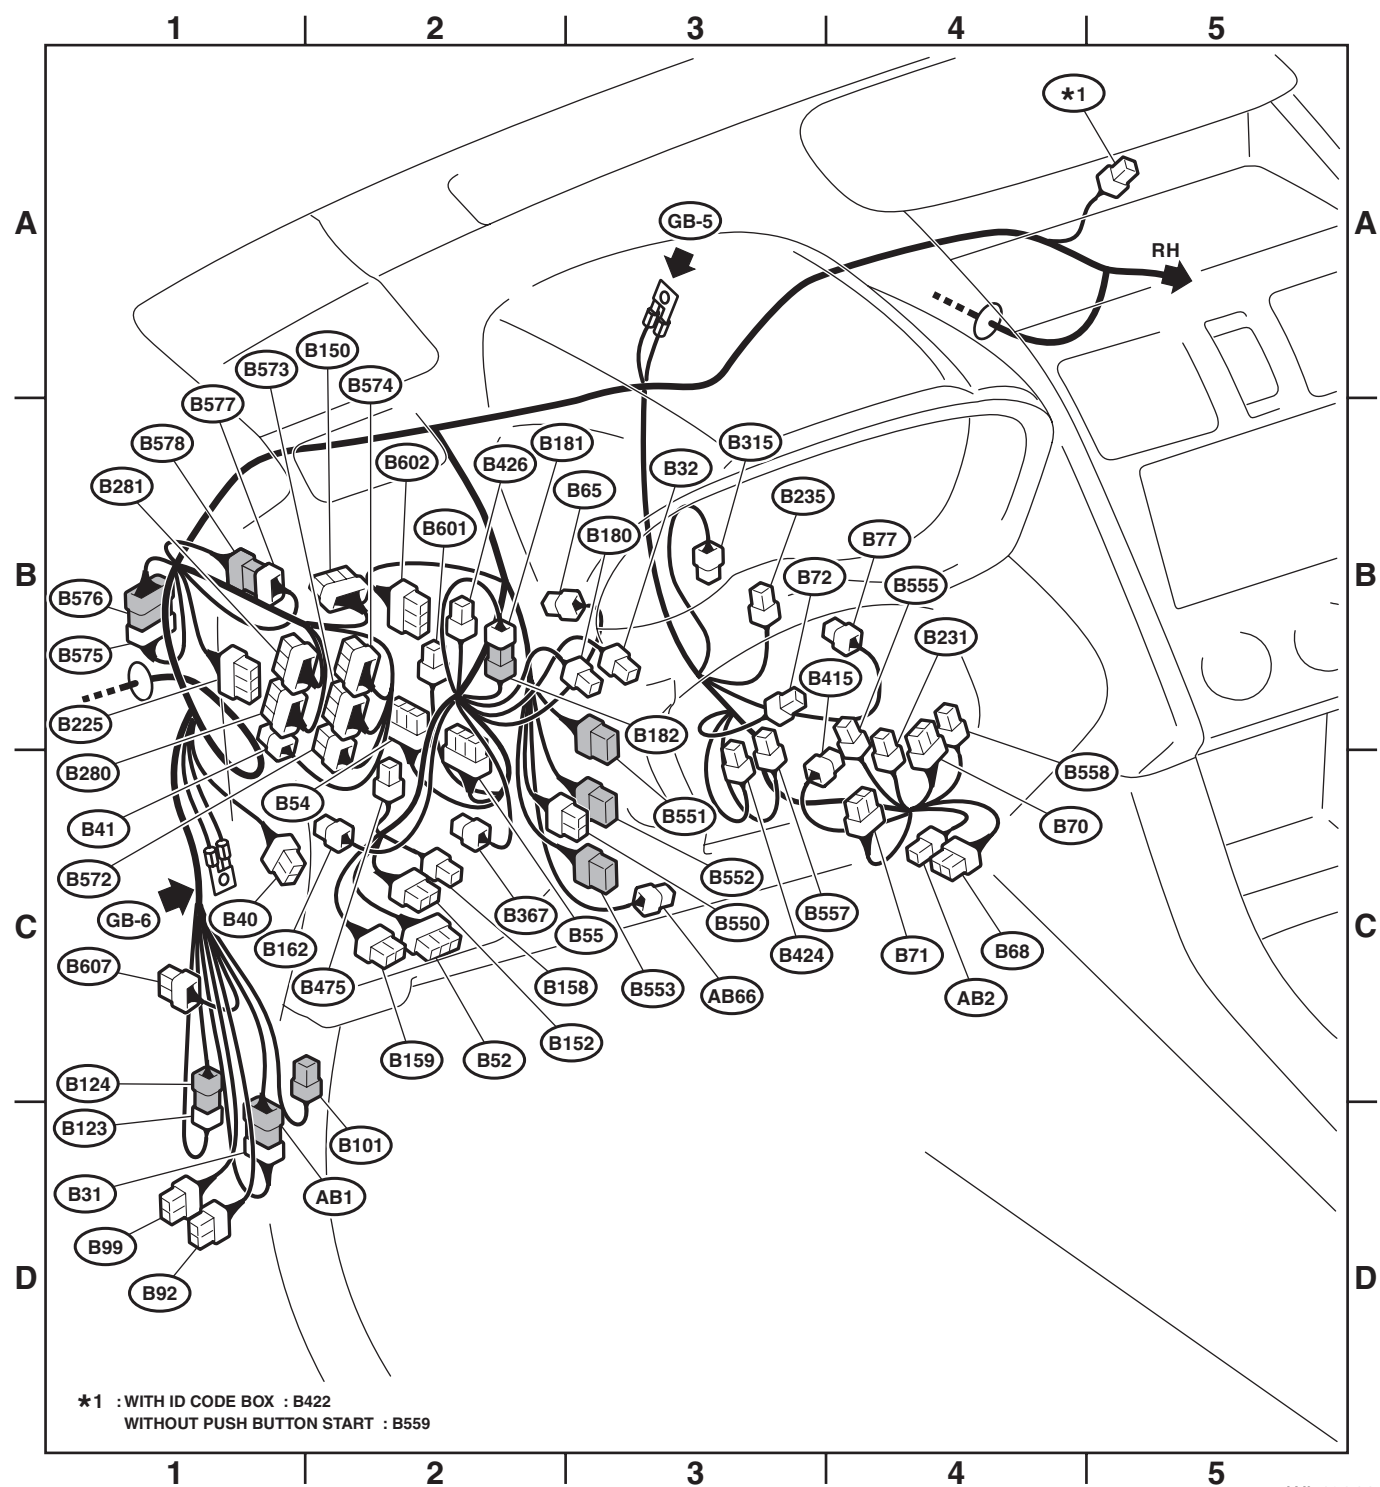 1 2 3 4 5
*1
A GB-5 A
RH
B150
B573
B574
B577
B578 B602 B426 B181 B32 B315
B281 B65 B235
B601 B180 B77
B B72 B555 B
B576
B231
B575 B415
B225 B182
B280 B558
B54 B551
B41 B70
B572 B552
GB-6 B40 B367 B550 B557
C B162 B55 B424 B71 B68 C
B607
B475 B158 B553 AB66 AB2
B159 B52 B152
B124
B123
B101
B31 AB1
B99
D B92 D
*1 : WITH ID CODE BOX : B422
WITHOUT PUSH BUTTON START : B559
1 2 3 4 5